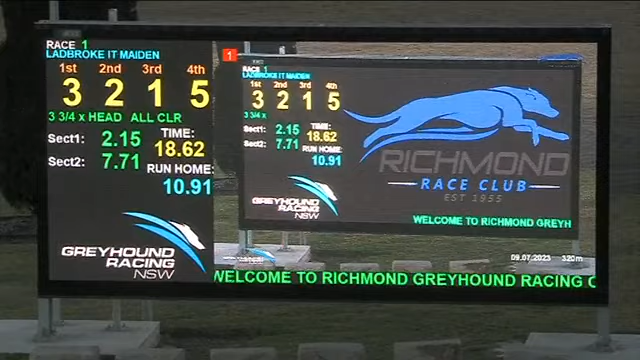 RACE 1
LADBROKE IT MAIDEN
1st 2nd 3rd 4th
3 2 1 5
3 3/4 x HEAD ALL CLR
Sect1: 2.15 TIME:
Sect2: 7.71 18.62
RUN HOME:
10.91
GREYHOUND
RACING
NSW
1
RACE 1
LADBROKE IT MAIDEN
1st 2nd 3rd 4th
3 2 1 5
3 3/4 x
Sect1: 2.15 TIME:
Sect2: 7.71 18.62
RUN HOME:
10.91
GREYHOUND
RACING
NSW
RICHMOND
RACE CLUB
EST 1955
WELCOME TO RICHMOND GREYH
09.07.2023 320m
WELCOME TO RICHMOND GREYHOUND RACING C